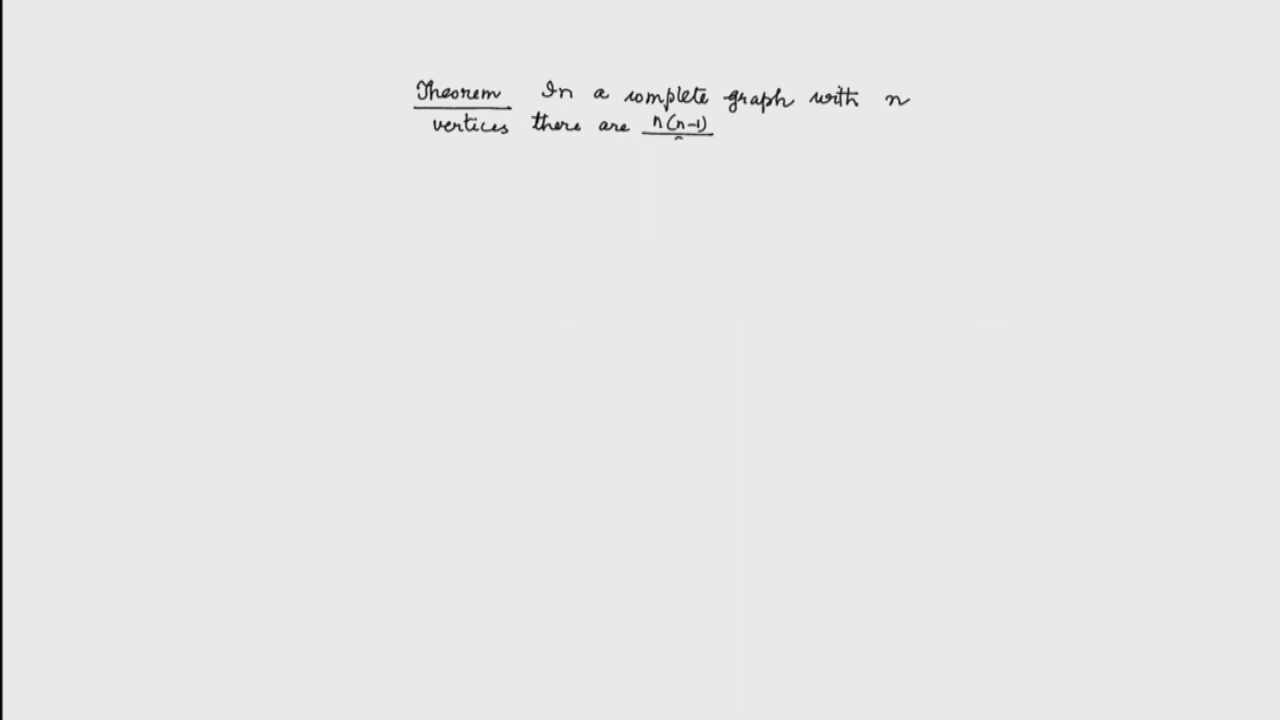 Theorem In a complete graph with n
vertices there are n(n-1)